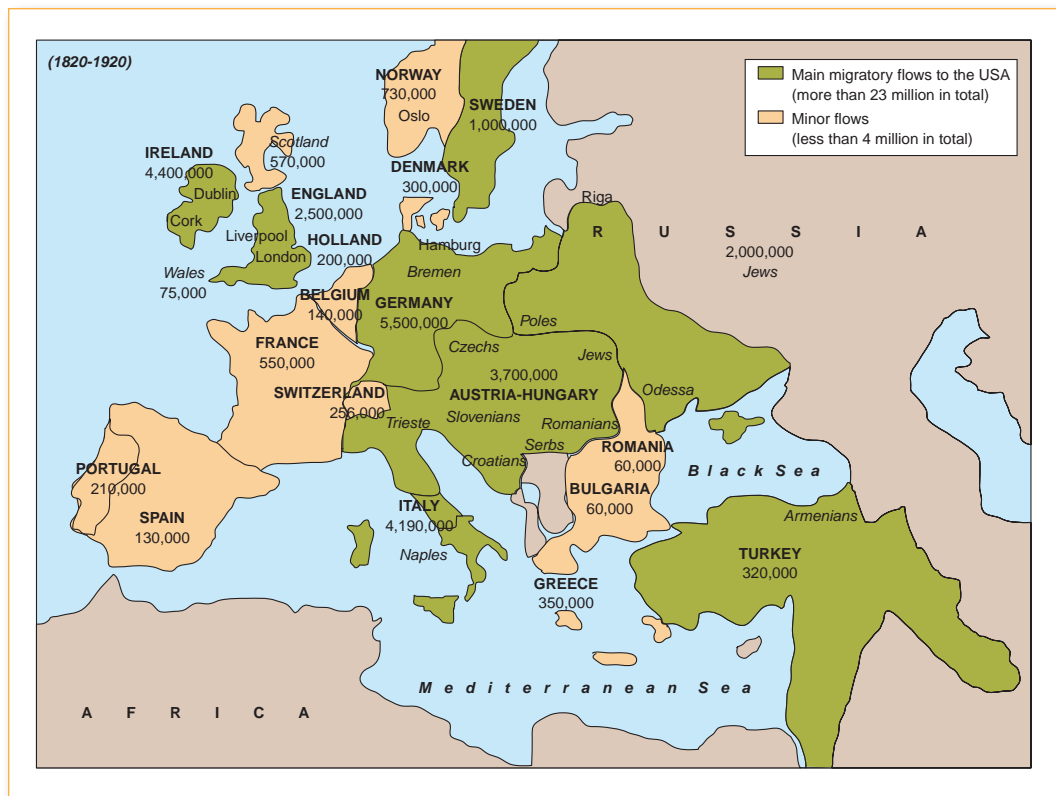 (1820-1920)
Main migratory flows to the USA
(more than 23 million in total)
Minor flows
(less than 4 million in total)
NORWAY
730,000
Oslo
SWEDEN
1,000,000
Scotland
570,000
IRELAND
4,400,000
Dublin
Cork
DENMARK
300,000
ENGLAND
2,500,000
Liverpool
London
HOLLAND
200,000
Wales
75,000
Hamburg
Bremen
Riga
R U S S I A
2,000,000
Jews
BELGIUM
140,000
GERMANY
5,500,000
Poles
FRANCE
550,000
Czechs
Jews
3,700,000
AUSTRIA-HUNGARY
SWITZERLAND
256,000
Odessa
Trieste
Slovenians
Romanians
Serbs
Croatians
ROMANIA
60,000
Black Sea
PORTUGAL
210,000
BULGARIA
60,000
SPAIN
130,000
ITALY
4,190,000
Armenians
Naples
TURKEY
320,000
GREECE
350,000
Mediterranean Sea
A F R I C A